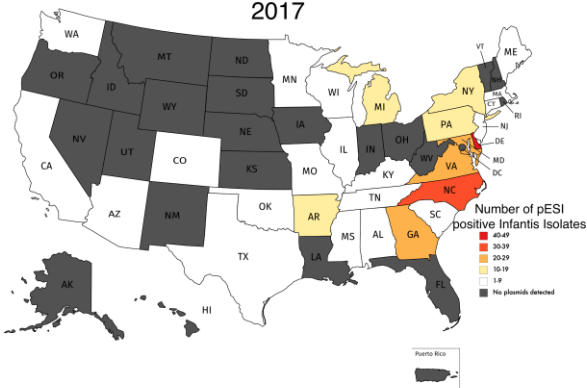 2017
WA
MT
ND
MN
VT
ME
OR
ID
SD
WI
NH
WY
MI
NY
MA
CT
RI
NV
NE
IA
PA
NJ
UT
CO
IL
IN
OH
DE
CA
KS
MO
WV
VA
MD
DC
KY
NC
AZ
NM
OK
AR
TN
SC
TX
MS
AL
GA
LA
FL
AK
HI
Number of pESI
positive Infantis Isolates
40-49
30-39
20-29
10-19
1-9
No plasmids detected
Puerto Rico